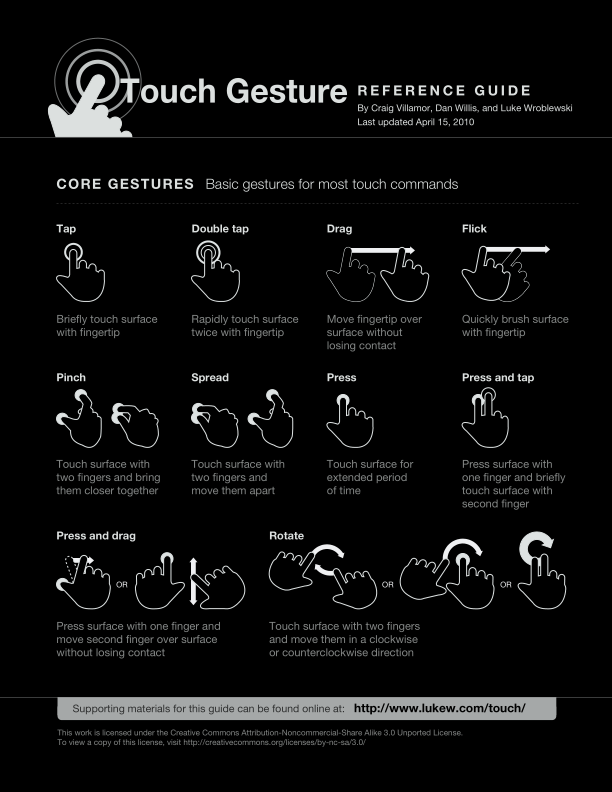 Touch Gesture REFERENCE GUIDE
By Craig Villamor, Dan Willis, and Luke Wroblewski
Last updated April 15, 2010
CORE GESTURES Basic gestures for most touch commands
Tap
Briefly touch surface
with fingertip
Double tap
Rapidly touch surface
twice with fingertip
Drag
Move fingertip over
surface without
losing contact
Flick
Quickly brush surface
with fingertip
Pinch
Touch surface with
two fingers and bring
them closer together
Spread
Touch surface with
two fingers and
move them apart
Press
Touch surface for
extended period
of time
Press and tap
Press surface with
one finger and briefly
touch surface with
second finger
Press and drag
OR
Press surface with one finger and
move second finger over surface
without losing contact
Rotate
OR
OR
Touch surface with two fingers
and move them in a clockwise
or counterclockwise direction
Supporting materials for this guide can be found online at: http://www.lukew.com/touch/
This work is licensed under the Creative Commons Attribution-Noncommercial-Share Alike 3.0 Unported License.
To view a copy of this license, visit http://creativecommons.org/licenses/by-nc-sa/3.0/